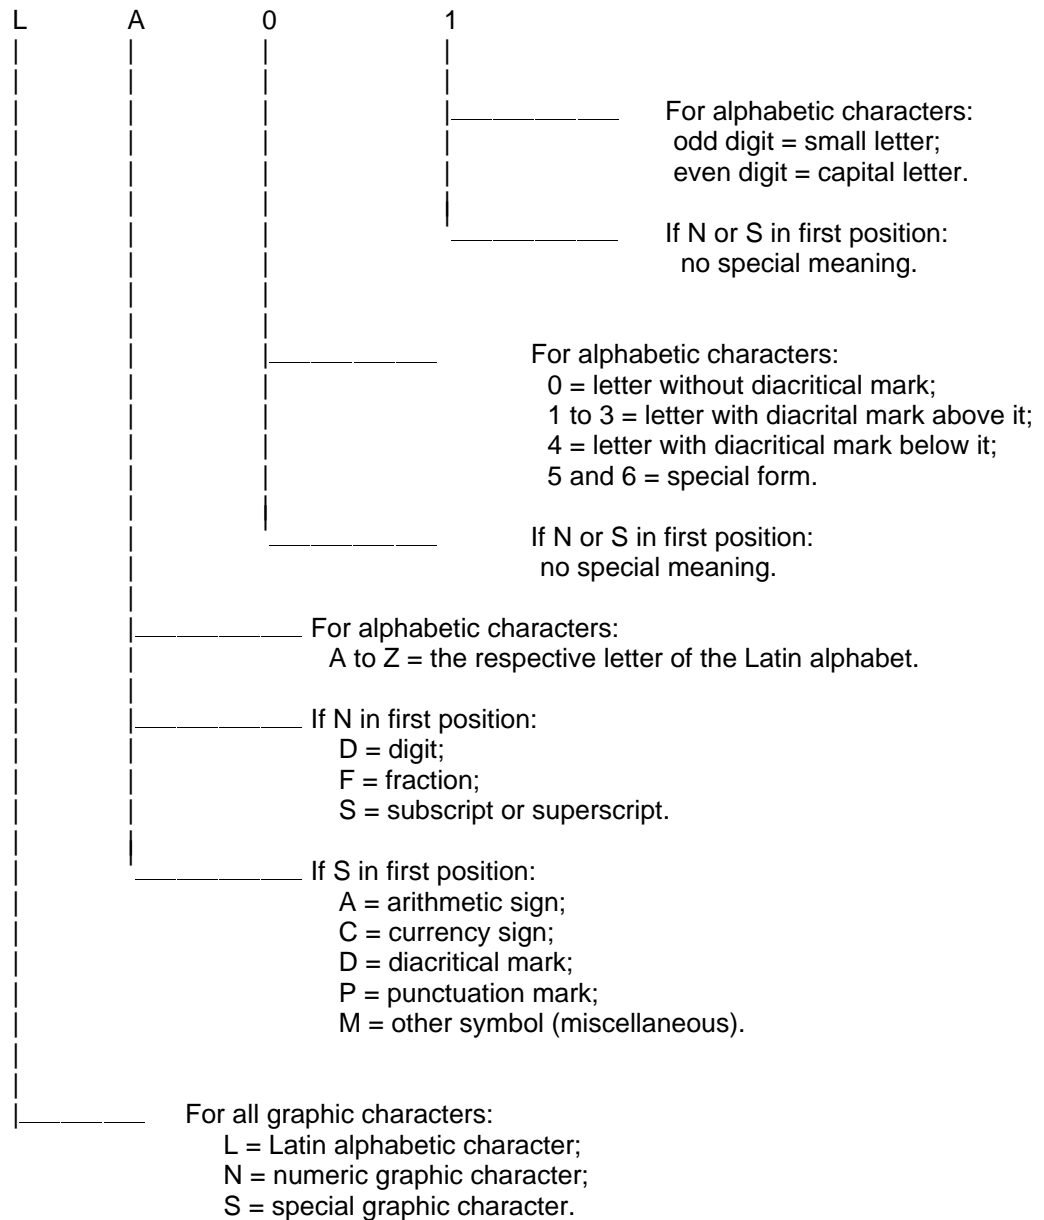 L A 0 1
For alphabetic characters:
odd digit = small letter;
even digit = capital letter.
If N or S in first position:
no special meaning.
For alphabetic characters:
0 = letter without diacritical mark;
1 to 3 = letter with diacrital mark above it;
4 = letter with diacritical mark below it;
5 and 6 = special form.
If N or S in first position:
no special meaning.
For alphabetic characters:
A to Z = the respective letter of the Latin alphabet.
If N in first position:
D = digit;
F = fraction;
S = subscript or superscript.
If S in first position:
A = arithmetic sign;
C = currency sign;
D = diacritical mark;
P = punctuation mark;
M = other symbol (miscellaneous).
For all graphic characters:
L = Latin alphabetic character;
N = numeric graphic character;
S = special graphic character.